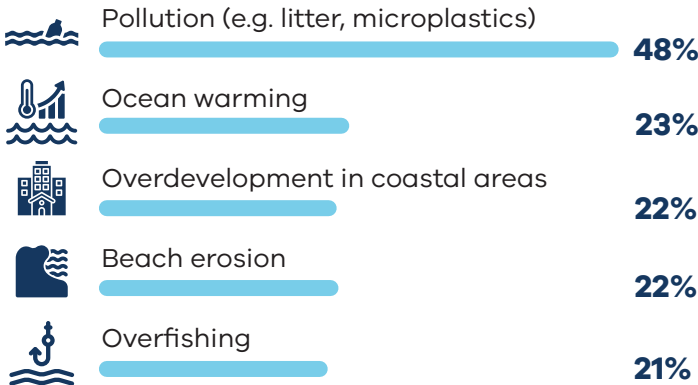 Pollution (e.g. litter, microplastics)
48%
Ocean warming
23%
Overdevelopment in coastal areas
22%
Beach erosion
22%
Overfishing
21%